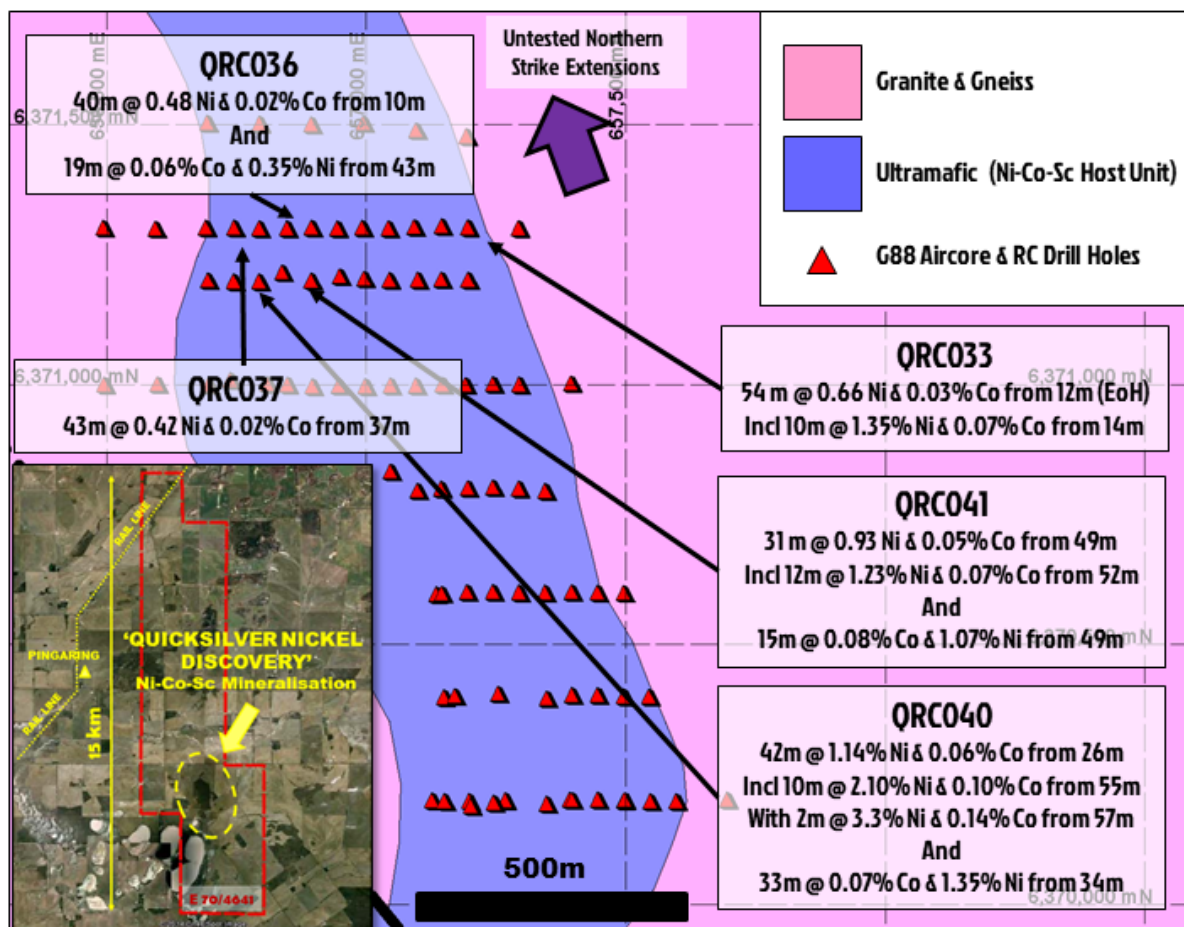 QRC036
40m @ 0.48 Ni & 0.02% Co from 10m
And
19m @ 0.06% Co & 0.35% Ni from 43m
Untested Northern
Strike Extensions
Granite & Gneiss
Ultramafic (Ni-Co-Sc Host Unit)
G88 Aircore & RC Drill Holes
6,371,500 mN
657,000 mE
657,500 m
QRC037
43m @ 0.42 Ni & 0.02% Co from 37m
6,371,000 mN
6,371,000 mN
QRC033
54 m @ 0.66 Ni & 0.03% Co from 12m (EoH)
Incl 10m @ 1.35% Ni & 0.07% Co from 14m
QRC041
31 m @ 0.93 Ni & 0.05% Co from 49m
Incl 12m @ 1.23% Ni & 0.07% Co from 52m
And
15m @ 0.08% Co & 1.07% Ni from 49m
QRC040
42m @ 1.14% Ni & 0.06% Co from 26m
Incl 10m @ 2.10% Ni & 0.10% Co from 55m
With 2m @ 3.3% Ni & 0.14% Co from 57m
And
33m @ 0.07% Co & 1.35% Ni from 34m
6,370,000 mN
RAIL LINE
'QUICKSILVER NICKEL
DISCOVERY'
Ni-Co-Sc Mineralisation
PINGARING
RAIL LINE
15 km
E 70/4641
500m